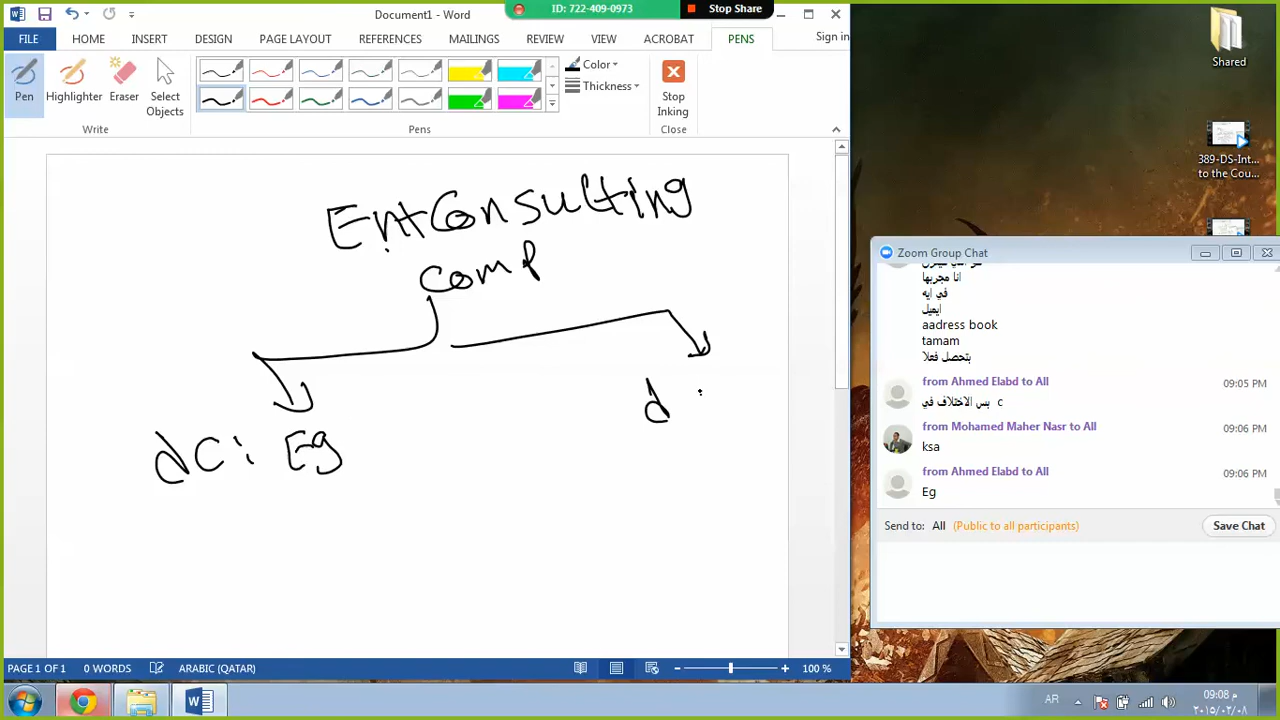 Document1 - Word
ID: 722-409-0973
Stop Share
FILE
HOME
INSERT
DESIGN
PAGE LAYOUT
REFERENCES
MAILINGS
REVIEW
VIEW
ACROBAT
PENS
Sign in
Pen
Highlighter
Eraser
Select
Objects
Color
Thickness
Stop
Inking
Write
Pens
Close
EntConsulting
comp
dc: Eg
d
Shared
389-DS-Int...
to the Cou...
Zoom Group Chat
انا مجربها
في ايه
ايميل
aadress book
tamam
بتحصل فعلا
from Ahmed Elabd to All 09:05 PM
بس الاختلاف في c
from Mohamed Maher Nasr to All 09:06 PM
ksa
from Ahmed Elabd to All 09:06 PM
Eg
Send to: All (Public to all participants)
Save Chat
PAGE 1 OF 1
0 WORDS
ARABIC (QATAR)
100 %
AR
09:08 م
٢٠١٥/٠٢/٠٨